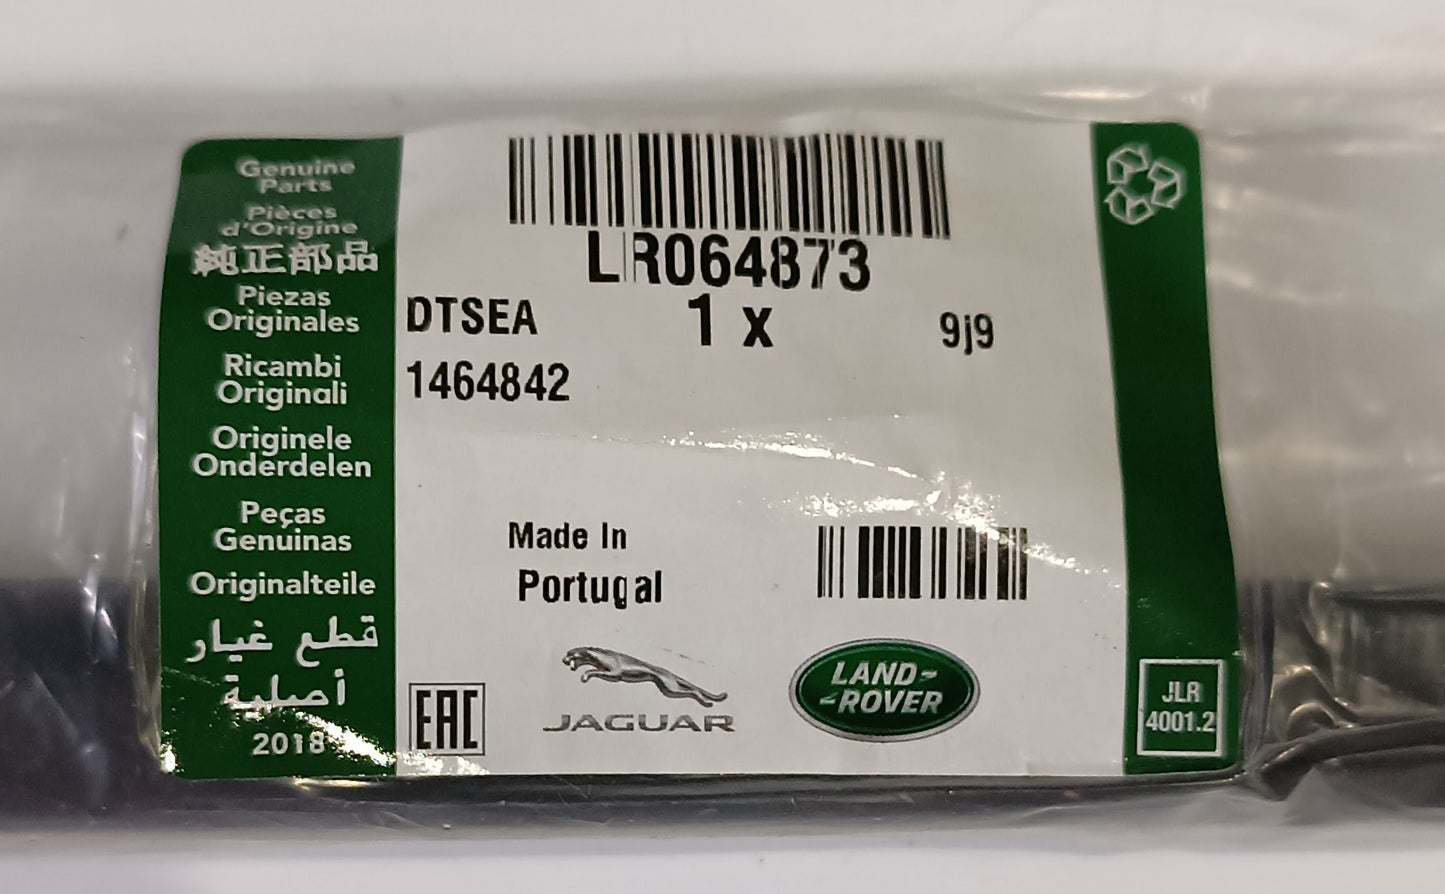 Genuine
Parts
Pièces
d'Origine
純正部品
Piezas
Originales
Ricambi
Originali
Originele
Onderdelen
Peças
Genuinas
Originalteile
قطع غيار
أصلية
2018
LR064873
DTSEA
1 x
9j9
1464842
Made In
Portugal
EAC
JAGUAR
LAND-
-ROVER
JLR
4001.2